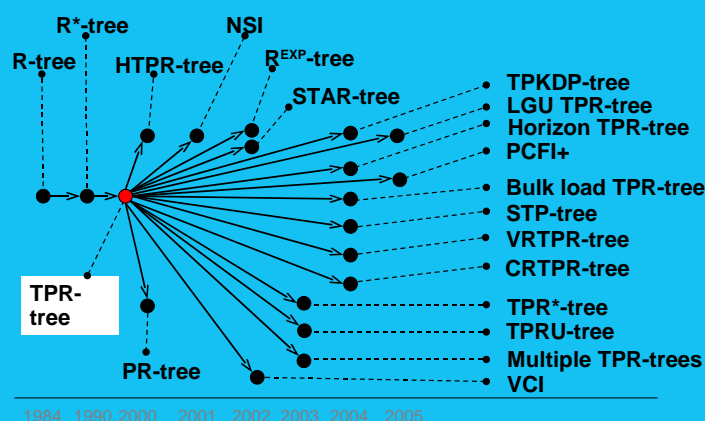 R*-tree
NSI
R-tree
HTPR-tree
R^EXP-tree
STAR-tree
TPKDP-tree
LGU TPR-tree
Horizon TPR-tree
PCFI+
Bulk load TPR-tree
STP-tree
VRTPR-tree
CRTPR-tree
TPR-
tree
TPR*-tree
TPRU-tree
Multiple TPR-trees
PR-tree
VCI
1984 1990 2000 2001 2002 2003 2004 2005